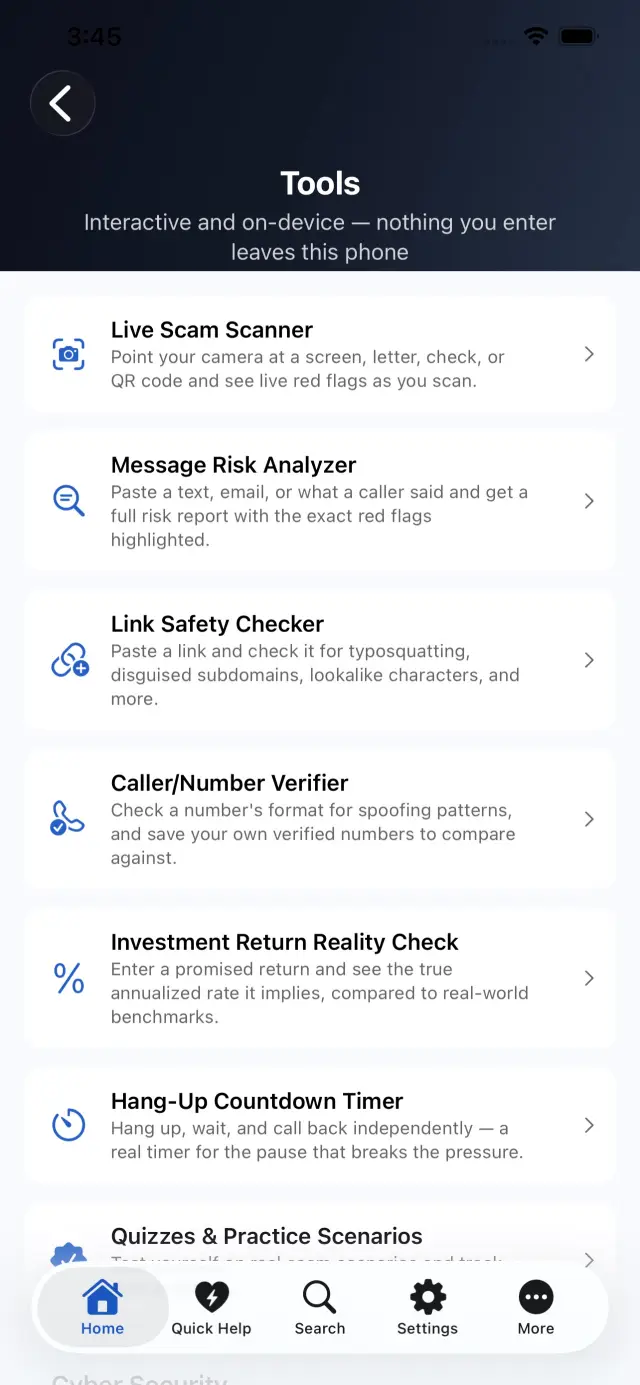 3:45
Tools
Interactive and on-device — nothing you enter
leaves this phone
Live Scam Scanner
Point your camera at a screen, letter, check, or
QR code and see live red flags as you scan.
Message Risk Analyzer
Paste a text, email, or what a caller said and get a
full risk report with the exact red flags
highlighted.
Link Safety Checker
Paste a link and check it for typosquatting,
disguised subdomains, lookalike characters, and
more.
Caller/Number Verifier
Check a number's format for spoofing patterns,
and save your own verified numbers to compare
against.
Investment Return Reality Check
Enter a promised return and see the true
annualized rate it implies, compared to real-world
benchmarks.
Hang-Up Countdown Timer
Hang up, wait, and call back independently — a
real timer for the pause that breaks the pressure.
Quizzes & Practice Scenarios
Home
Quick Help
Search
Settings
More
Cyber Security